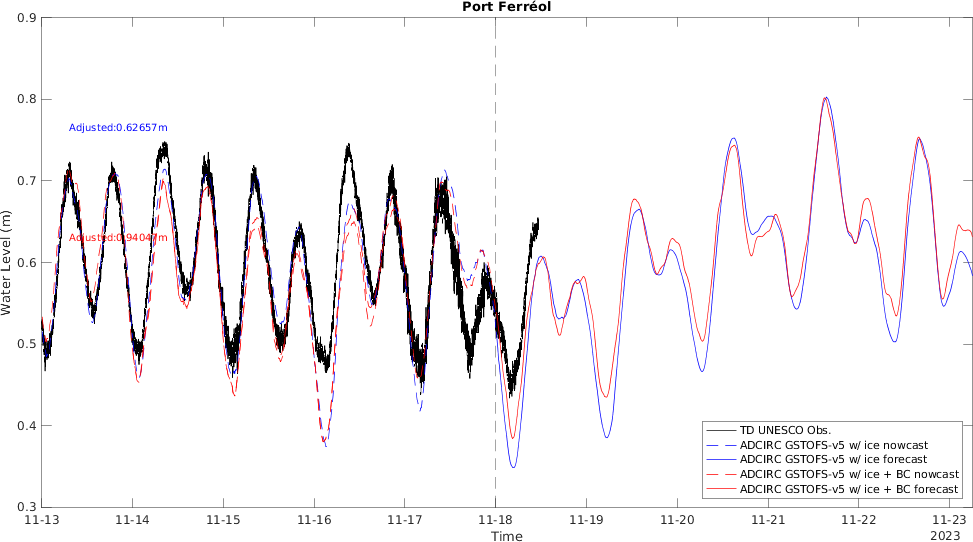 Port Ferréol
0.9
0.8
0.7
0.6
0.5
0.4
0.3
Water Level (m)
Adjusted:0.62657m
Adjusted:0.94047m
TD UNESCO Obs.
ADCIRC GSTOFS-v5 w/ ice nowcast
ADCIRC GSTOFS-v5 w/ ice forecast
ADCIRC GSTOFS-v5 w/ ice + BC nowcast
ADCIRC GSTOFS-v5 w/ ice + BC forecast
11-13 11-14 11-15 11-16 11-17 11-18 11-19 11-20 11-21 11-22 11-23
Time
2023